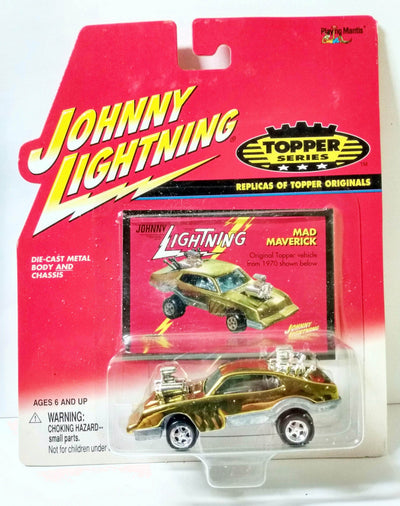 Playing Mantis
JOHNNY
LIGHTNING®
TOPPER
SERIES
TM
REPLICAS OF TOPPER ORIGINALS
DIE-CAST METAL
BODY AND
CHASSIS
JOHNNY
LIGHTNING
MAD
MAVERICK
Original Topper vehicle
from 1970 shown below
JOHNNY
LIGHTNING
AGES 6 AND UP
WARNING:
CHOKING HAZARD--
small parts.
Not for children under